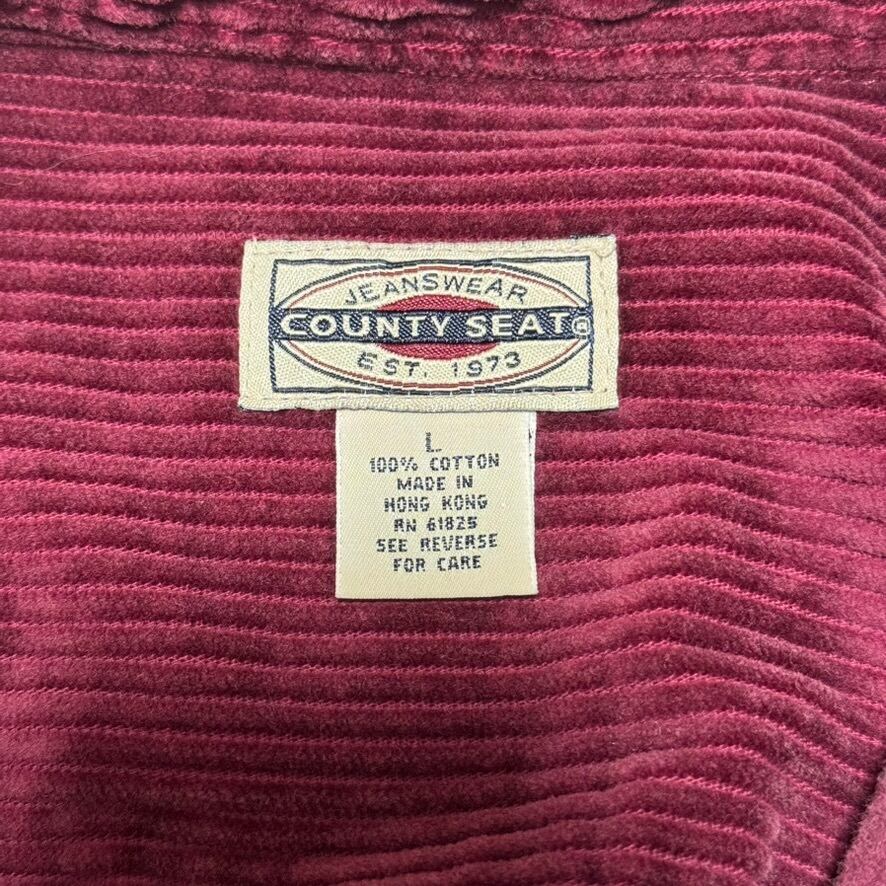 JEANSWEAR
COUNTY SEAT®
EST. 1973
L
100% COTTON
MADE IN
HONG KONG
RN 61825
SEE REVERSE
FOR CARE